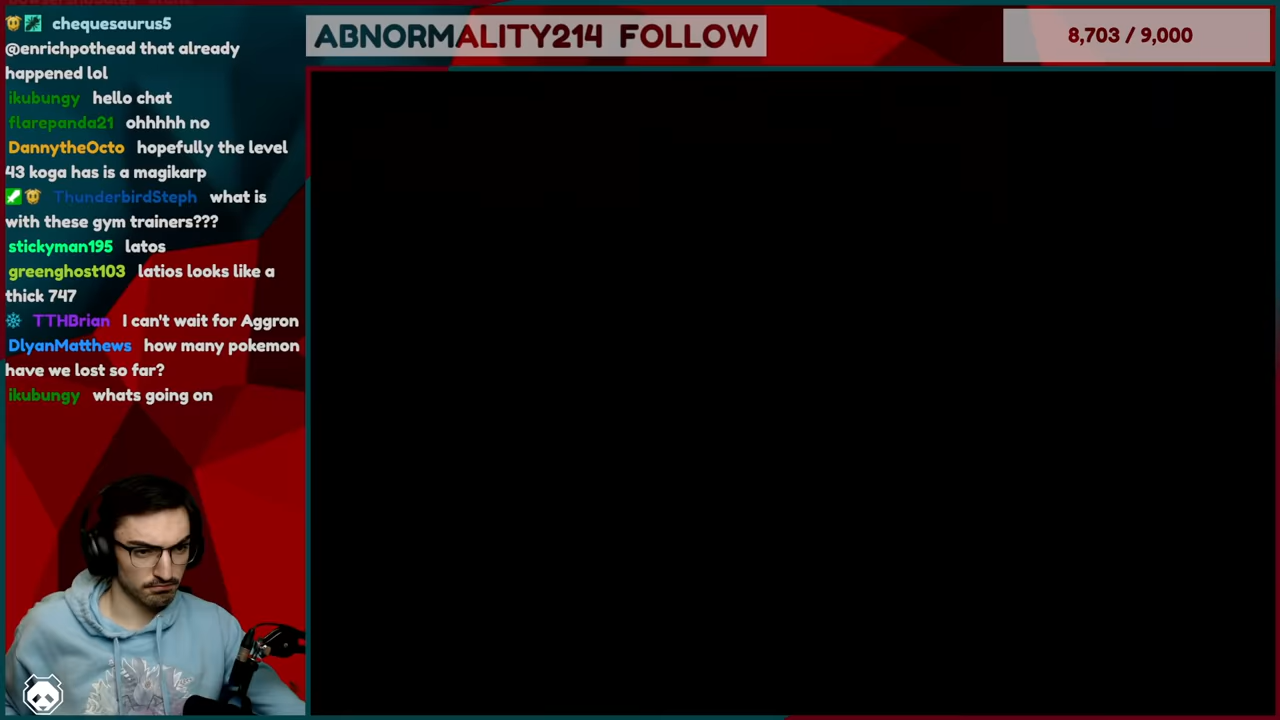 chequesaurus5
@enrichpothead that already
happened lol
ikubungy hello chat
flarepanda21 ohhhhh no
DannytheOcto hopefully the level
43 koga has is a magikarp
ThunderbirdSteph what is
with these gym trainers???
stickyman195 latos
greenghost103 latios looks like a
thick 747
TTHBrian I can't wait for Aggron
DlyanMatthews how many pokemon
have we lost so far?
ikubungy whats going on
ABNORMALITY214 FOLLOW
8,703 / 9,000